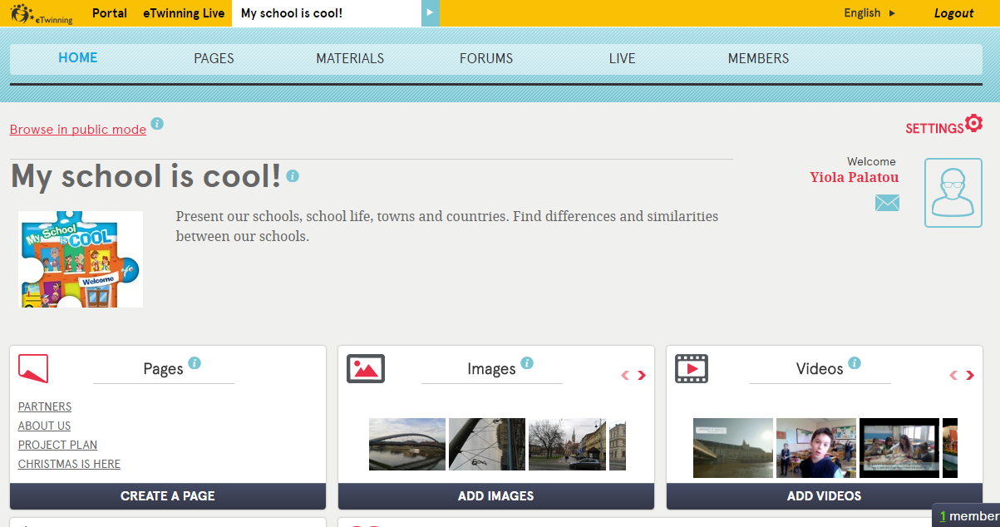 eTwinning Portal eTwinning Live My school is cool! English Logout
HOME PAGES MATERIALS FORUMS LIVE MEMBERS
Browse in public mode i
SETTINGS
My school is cool! i
Welcome
Yiola Palatou
Present our schools, school life, towns and countries. Find differences and similarities
between our schools.
My School
is COOL
Welcome
Pages i
PARTNERS
ABOUT US
PROJECT PLAN
CHRISTMAS IS HERE
CREATE A PAGE
Images i
ADD IMAGES
Videos i
ADD VIDEOS
1 member